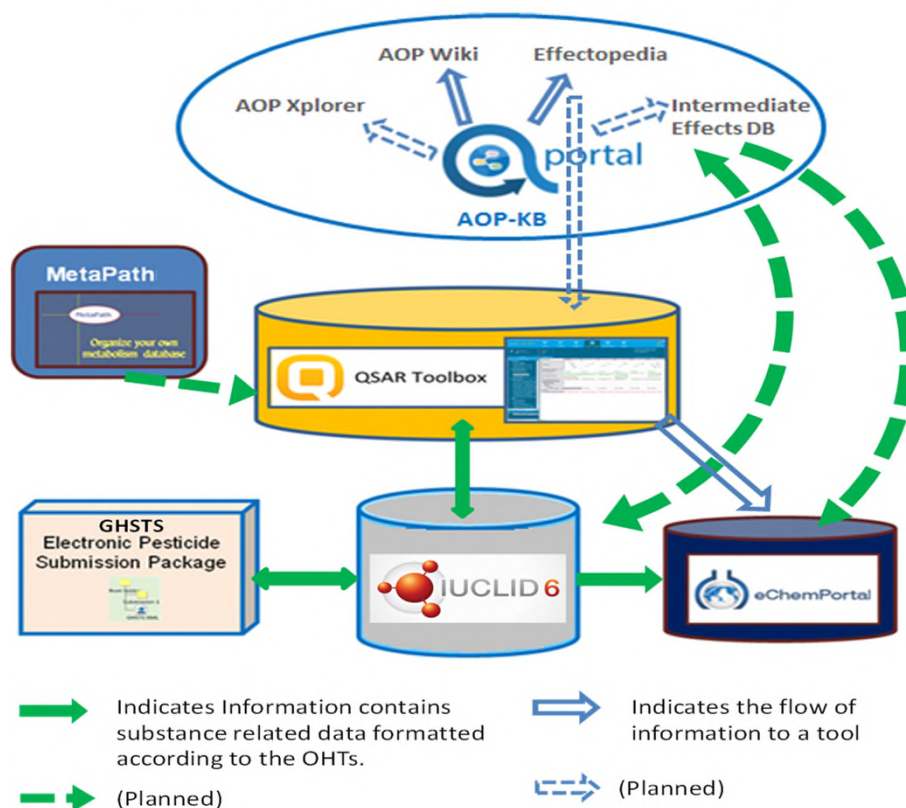 AOP Wiki
Effectopedia
AOP Xplorer
Intermediate
Effects DB
portal
AOP-KB
MetaPath
MetaPath
Organize your own
metabolism database
QSAR Toolbox
GHSTS
Electronic Pesticide
Submission Package
IUCLID 6
eChemPortal
Indicates Information contains
substance related data formatted
according to the OHTs.
(Planned)
Indicates the flow of
information to a tool
(Planned)